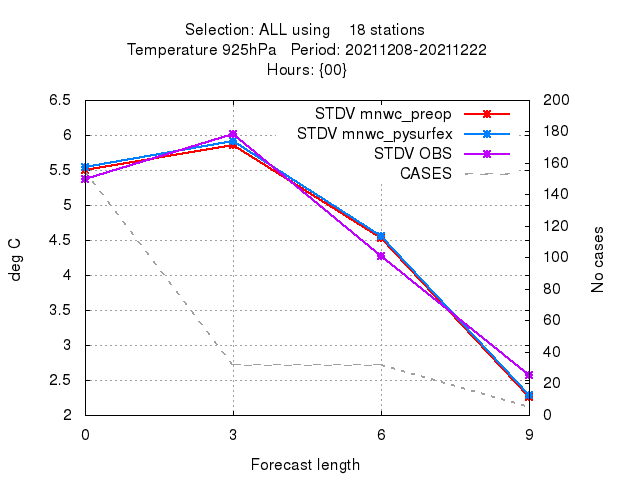 Selection: ALL using    18 stations
Temperature 925hPa   Period: 20211208-20211222
Hours: {00}
6.5
6
5.5
5
4.5
4
3.5
3
2.5
2
200
180
160
140
120
100
80
60
40
20
0
STDV mnwc_preop
STDV mnwc_pysurfex
STDV OBS
CASES
deg C
No cases
0
3
6
9
Forecast length